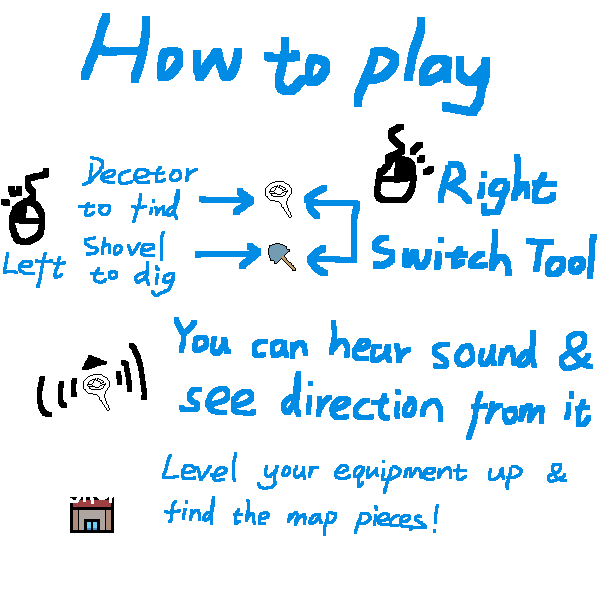 How to play
Decetor
to find
Left
Shovel
to dig
Right
Switch Tool
You can hear sound &
see direction from it
Level your equipment up &
find the map pieces!